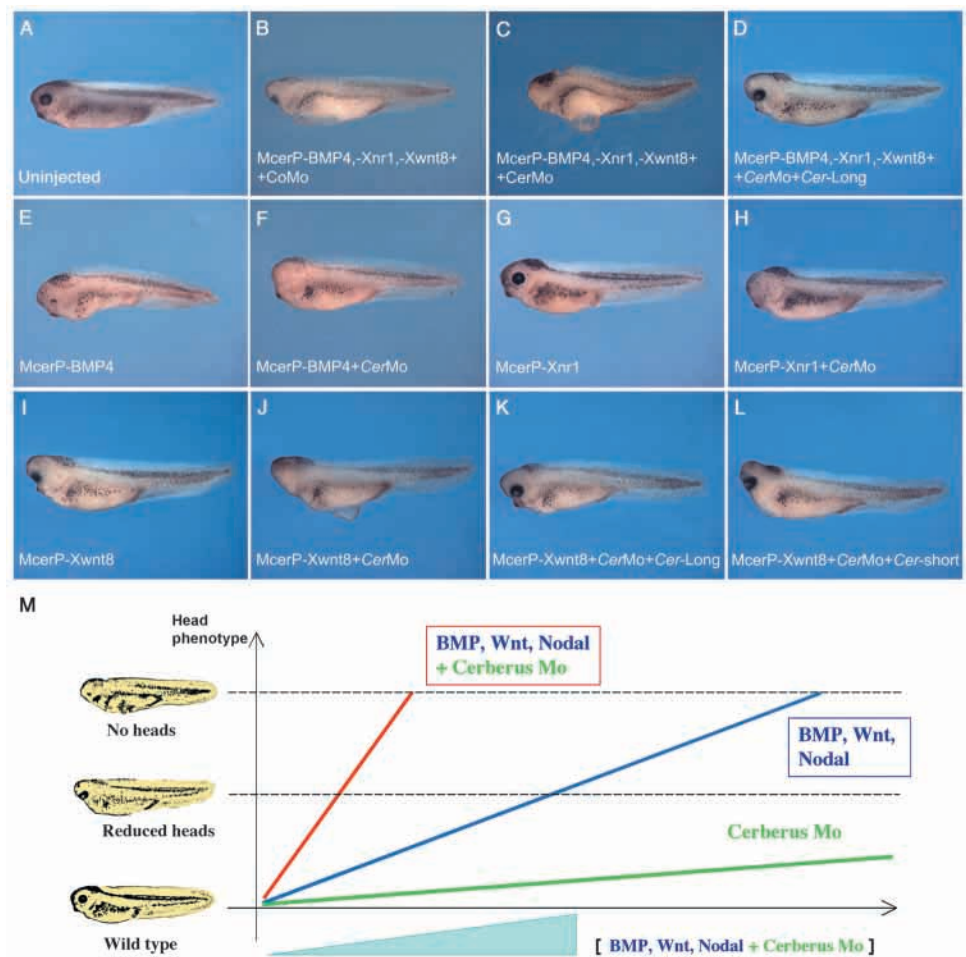 A
Uninjected
B
McerP-BMP4,-Xnr1,-Xwnt8+
+CoMo
C
McerP-BMP4,-Xnr1,-Xwnt8+
+CerMo
D
McerP-BMP4,-Xnr1,-Xwnt8+
+CerMo+Cer-Long
E
McerP-BMP4
F
McerP-BMP4+CerMo
G
McerP-Xnr1
H
McerP-Xnr1+CerMo
I
McerP-Xwnt8
J
McerP-Xwnt8+CerMo
K
McerP-Xwnt8+CerMo+Cer-Long
L
McerP-Xwnt8+CerMo+Cer-short
M
Head
phenotype
BMP, Wnt, Nodal
+ Cerberus Mo
No heads
BMP, Wnt,
Nodal
Reduced heads
Cerberus Mo
Wild type
[ BMP, Wnt, Nodal + Cerberus Mo ]